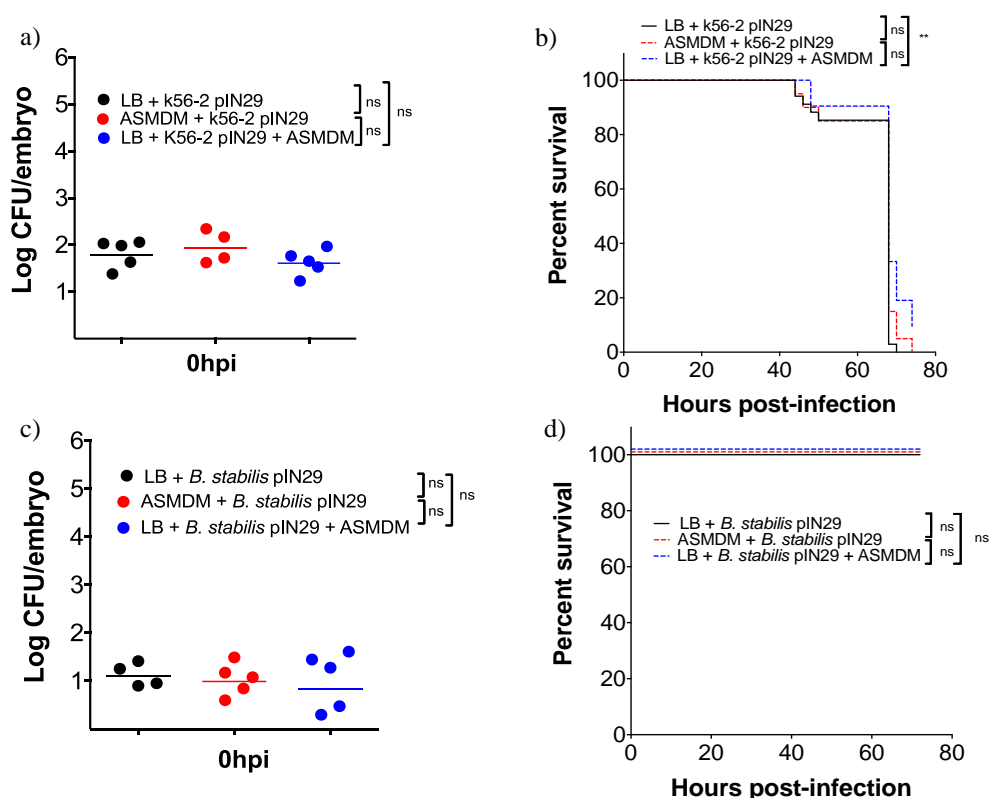 a)
Log CFU/embryo
6
5
4
3
2
1
LB + k56-2 pIN29
ASMDM + k56-2 pIN29
LB + K56-2 pIN29 + ASMDM
ns
ns
ns
0hpi
b)
LB + k56-2 pIN29
ASMDM + k56-2 pIN29
LB + k56-2 pIN29 + ASMDM
ns
ns
**
Percent survival
100
80
60
40
20
0
0 20 40 60 80
Hours post-infection
c)
Log CFU/embryo
6
5
4
3
2
1
LB + B. stabilis pIN29
ASMDM + B. stabilis pIN29
LB + B. stabilis pIN29 + ASMDM
ns
ns
ns
0hpi
d)
Percent survival
100
80
60
40
20
0
LB + B. stabilis pIN29
ASMDM + B. stabilis pIN29
LB + B. stabilis pIN29 + ASMDM
ns
ns
ns
0 20 40 60 80
Hours post-infection